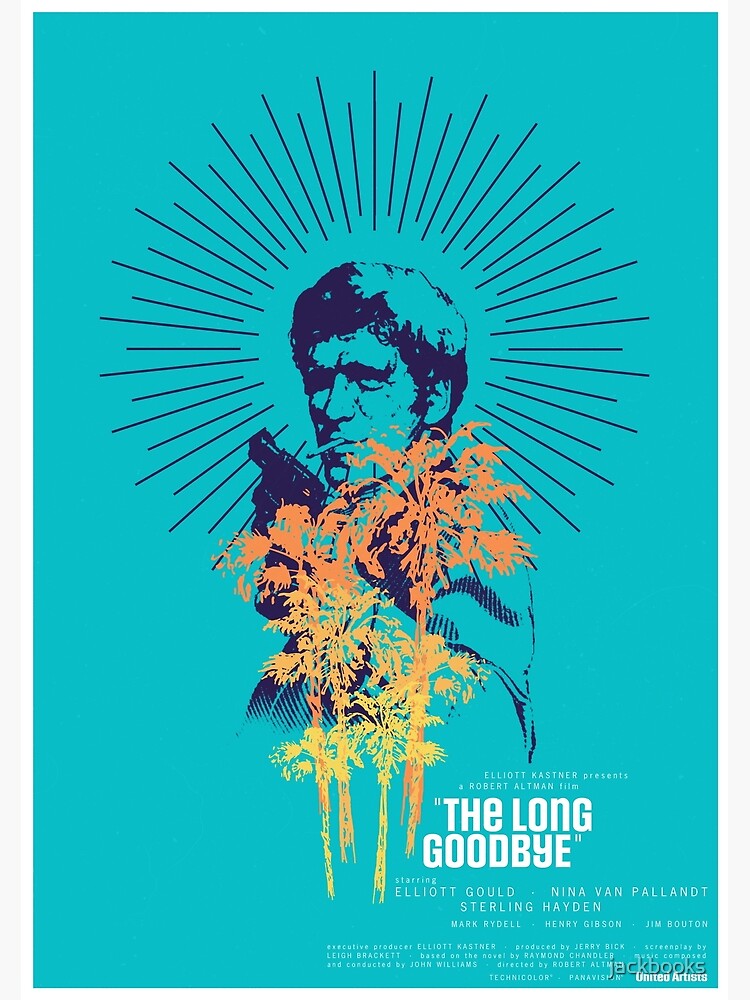 ELLIOTT KASTNER presents
a ROBERT ALTMAN film
"THE LONG
GOODBYE"
starring
ELLIOTT GOULD · NINA VAN PALLANDT
STERLING HAYDEN
MARK RYDELL · HENRY GIBSON · JIM BOUTON
executive producer ELLIOTT KASTNER · produced by JERRY BICK · screenplay by
LEIGH BRACKETT · based on the novel by RAYMOND CHANDLER · music composed
and conducted by JOHN WILLIAMS · directed by ROBERT ALTMAN
jackbooks
TECHNICOLOR® · PANAVISION® United Artists